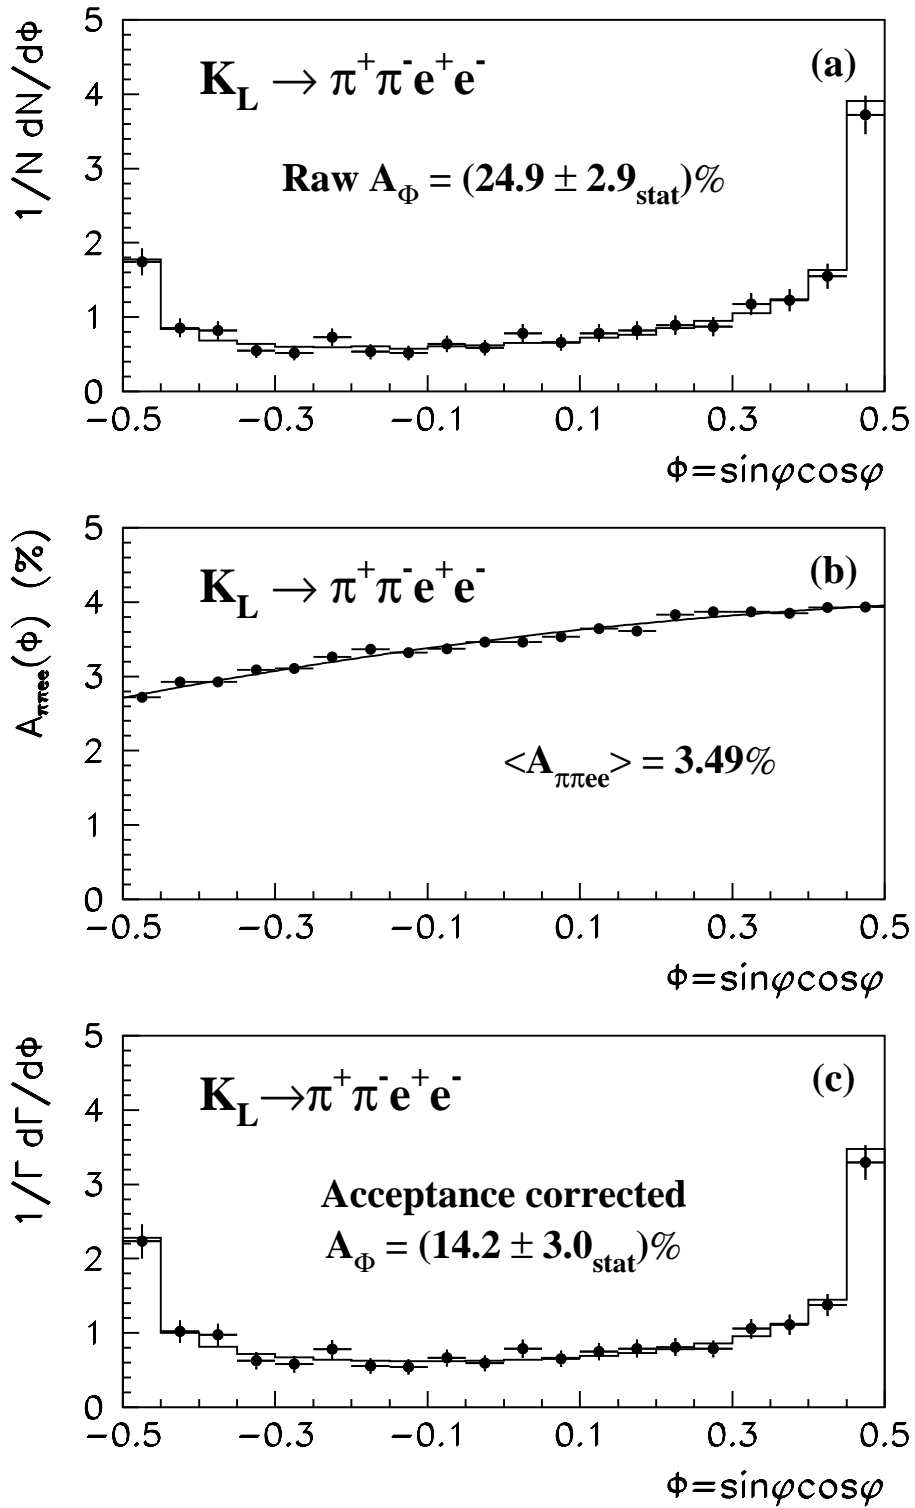 1/N dN/dΦ
5
4
3
2
1
0
(a)
K_L → π⁺π⁻e⁺e⁻
Raw A_Φ = (24.9 ± 2.9_stat)%
−0.5 −0.3 −0.1 0.1 0.3 0.5
Φ=sinφcosφ
A_ππee(Φ) (%)
5
4
3
2
1
0
(b)
K_L → π⁺π⁻e⁺e⁻
<A_ππee> = 3.49%
−0.5 −0.3 −0.1 0.1 0.3 0.5
Φ=sinφcosφ
1/Γ dΓ/dΦ
5
4
3
2
1
0
(c)
K_L→π⁺π⁻e⁺e⁻
Acceptance corrected
A_Φ = (14.2 ± 3.0_stat)%
−0.5 −0.3 −0.1 0.1 0.3 0.5
Φ=sinφcosφ